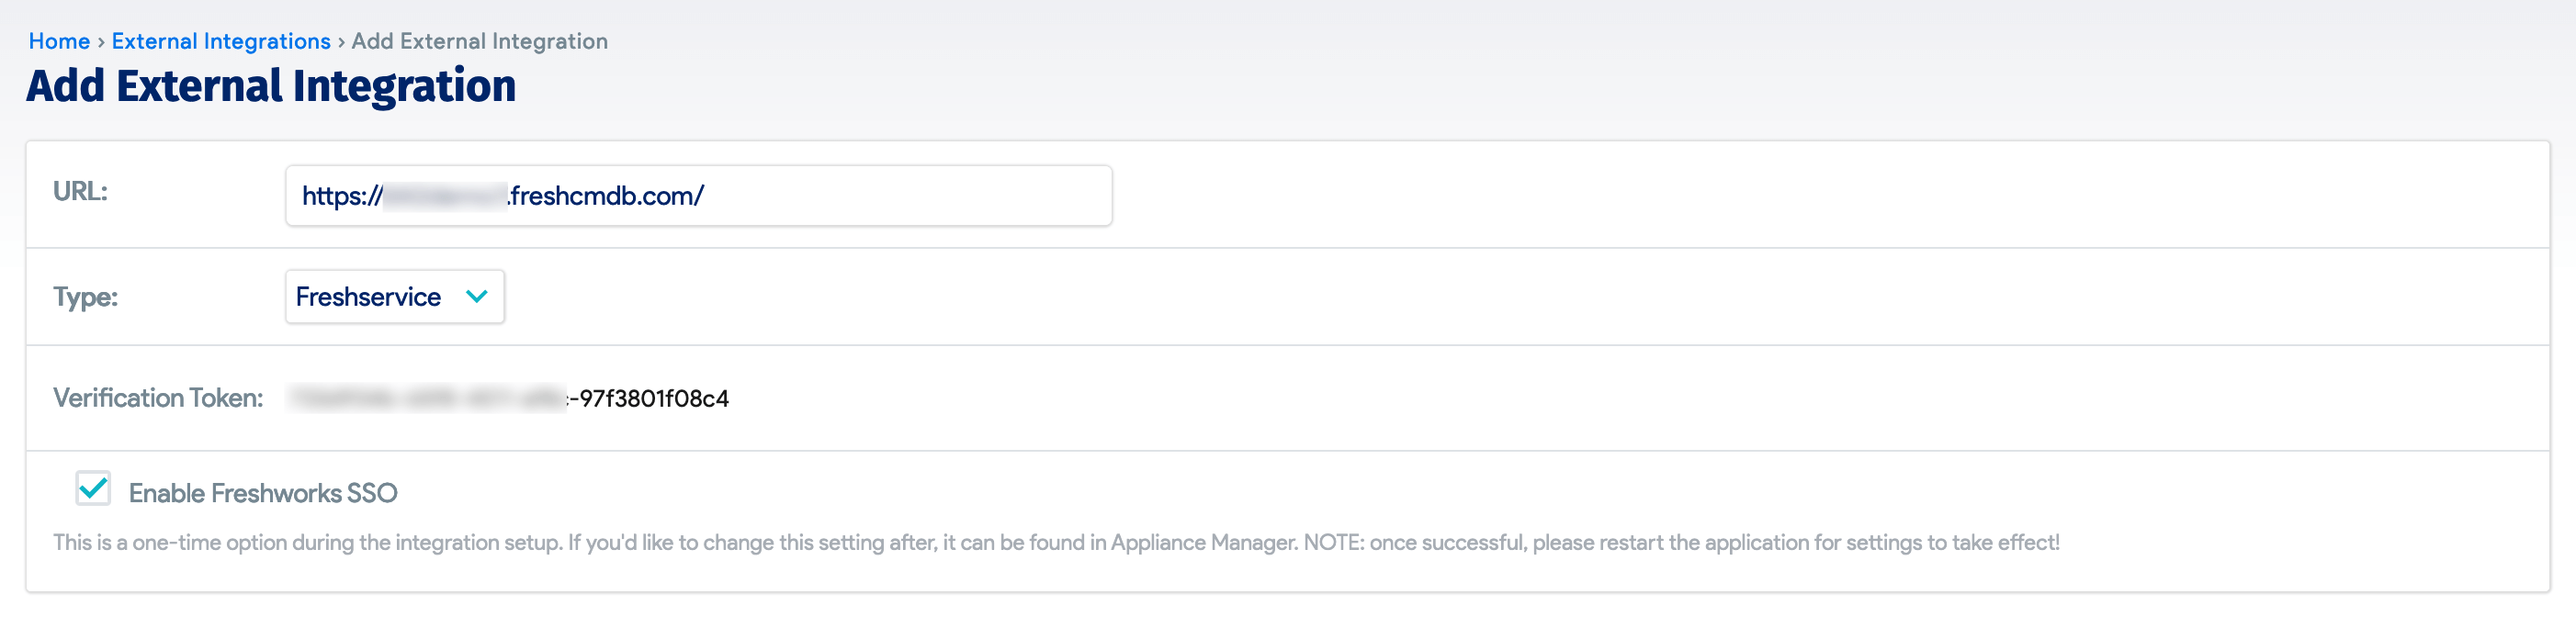 Home › External Integrations › Add External Integration
Add External Integration
URL: https://.freshcmdb.com/
Type: Freshservice
Verification Token: -97f3801f08c4
Enable Freshworks SSO
This is a one-time option during the integration setup. If you'd like to change this setting after, it can be found in Appliance Manager. NOTE: once successful, please restart the application for settings to take effect!